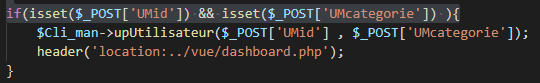 if(isset($_POST['UMid']) && isset($_POST['UMcategorie']) ){
$Cli_man->upUtilisateur($_POST['UMid'] , $_POST['UMcategorie']);
header('location:../vue/dashboard.php');
}